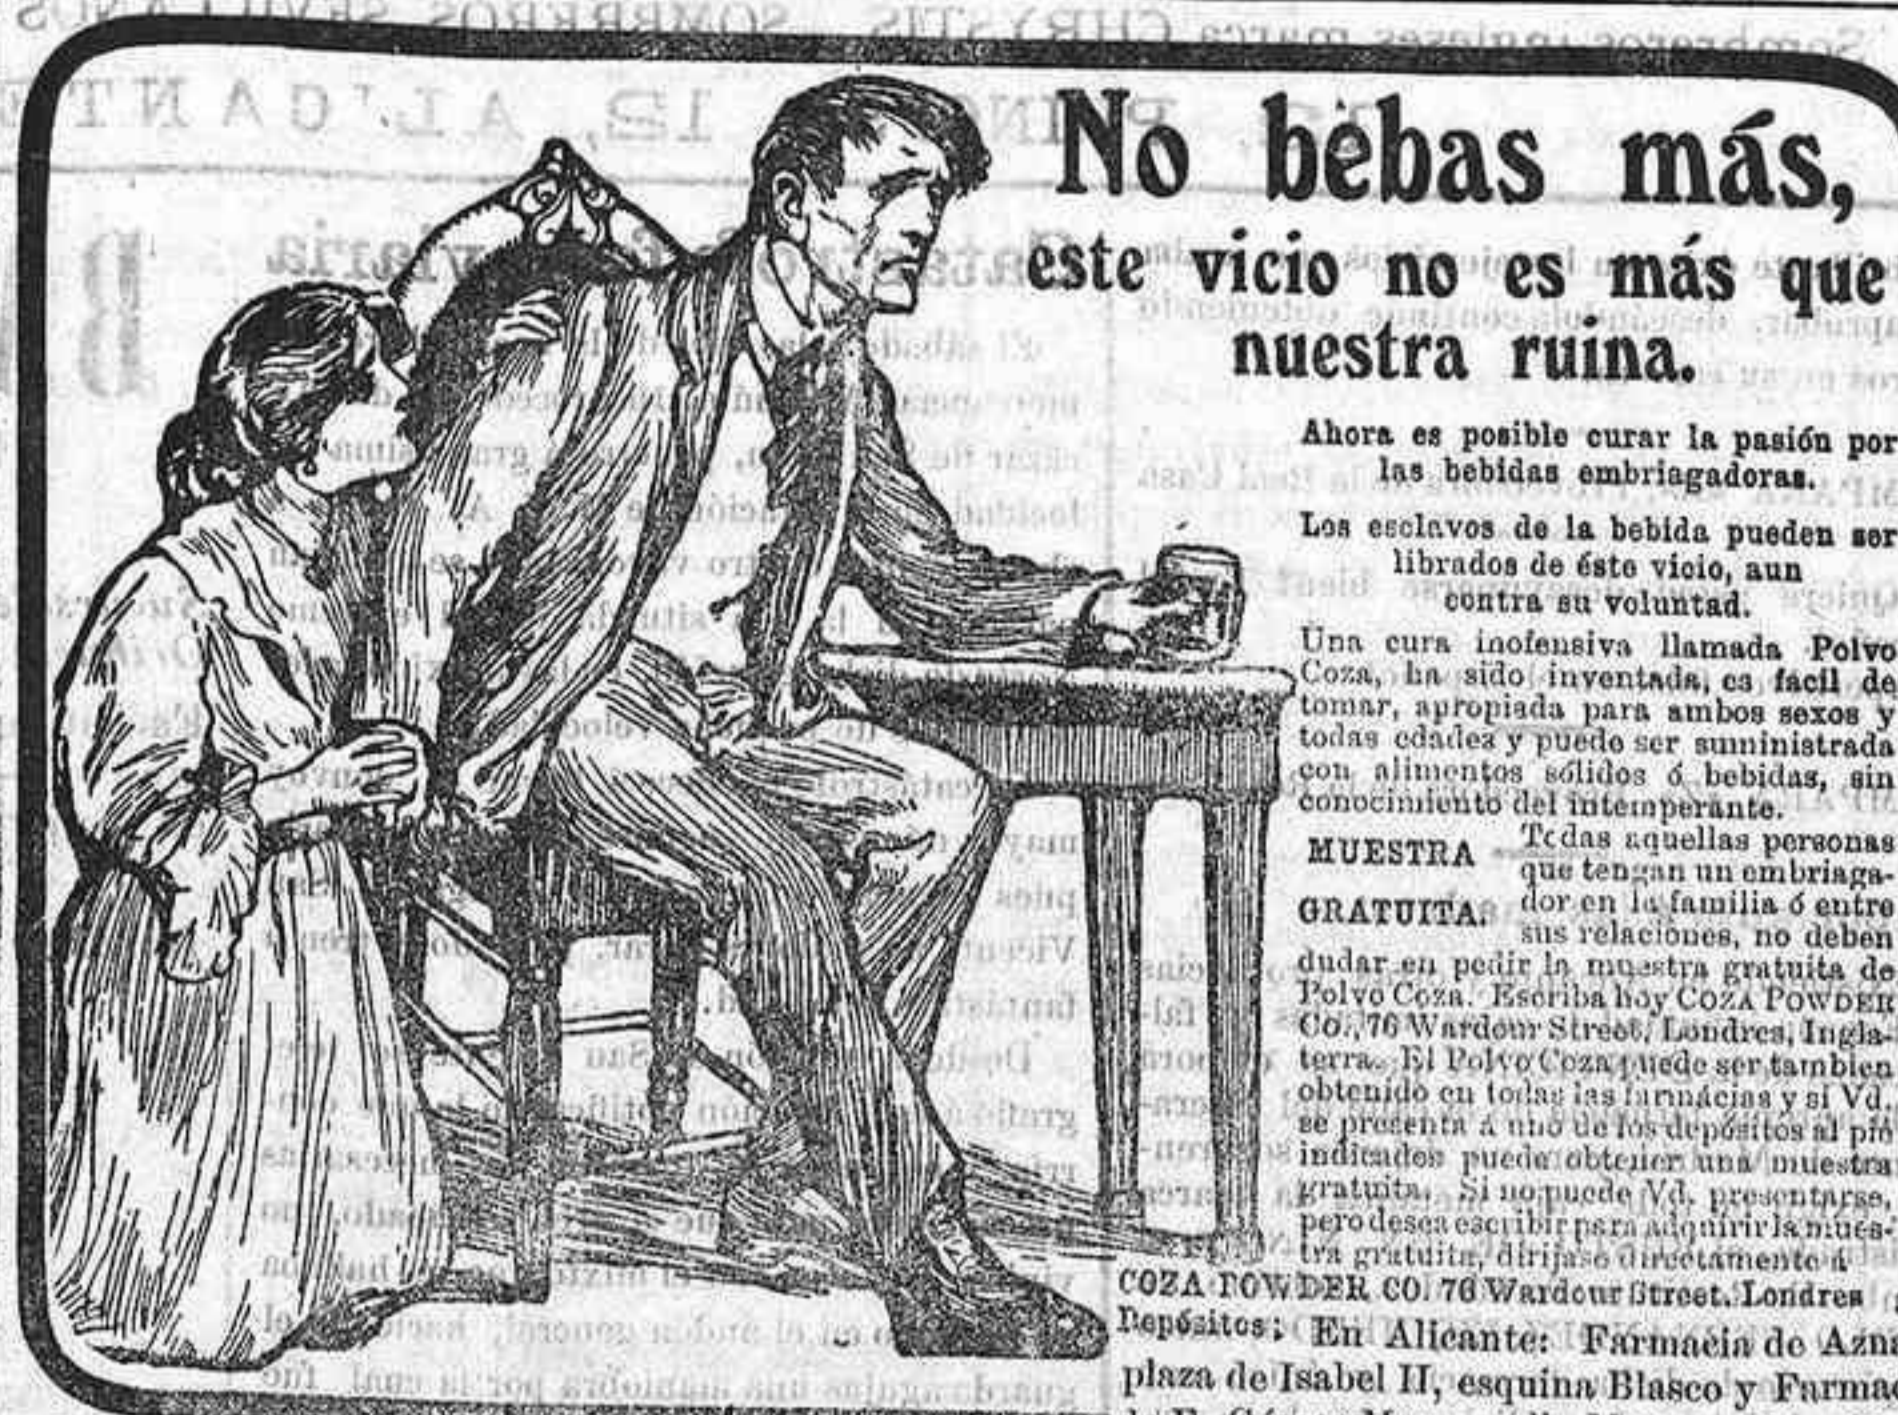 No bebas más,
este vicio no es más que
nuestra ruina.
Ahora es posible curar la pasión por
las bebidas embriagadoras.
Los esclavos de la bebida pueden ser
librados de éste vicio, aun
contra su voluntad.
Una cura inofensiva llamada Polvo
Coza, ha sido inventada, es fácil de
tomar, apropiada para ambos sexos y
todas edades y puede ser suministrada
con alimentos sólidos ó bebidas, sin
conocimiento del intemperante.
MUESTRA
GRATUITA.
Todas aquellas personas
que tengan un embriaga-
dor en la familia ó entre
sus relaciones, no deben
dudar en pedir la muestra gratuita de
Polvo Coza. Escriba hoy COZA POWDER
CO., 76 Wardour Street, Londres, Ingla-
terra. El Polvo Coza puede ser tambien
obtenido en todas las farmácias y si Vd.
se presenta á uno de los depósitos al pié
indicados puede obtener una muestra
gratuita. Si no puede Vd. presentarse,
pero desea escribir para adquirir la mues-
tra gratuita, dirijase directamente á
COZA POWDER CO. 76 Wardour Street. Londres
Depósitos: En Alicante: Farmacia de
plaza de Isabel II, esquina Blasco y